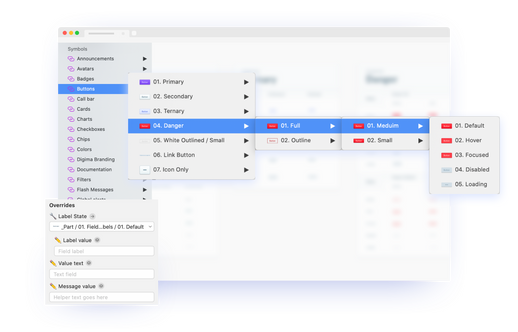 Symbols
Announcements
Avatars
Badges
Buttons
Call bar
Cards
Charts
Checkboxes
Chips
Colors
Digima Branding
Documentation
Filters
Flash Messages
01. Primary
02. Secondary
03. Ternary
04. Danger
05. White Outlined / Small
06. Link Button
07. Icon Only
01. Full
02. Outline
01. Meduim
02. Small
01. Default
02. Hover
03. Focused
04. Disabled
05. Loading
Danger
Overrides
Label State
_Part / 01. Field...bels / 01. Default
Label value
Field label
Value text
Text field
Message value
Helper text goes here